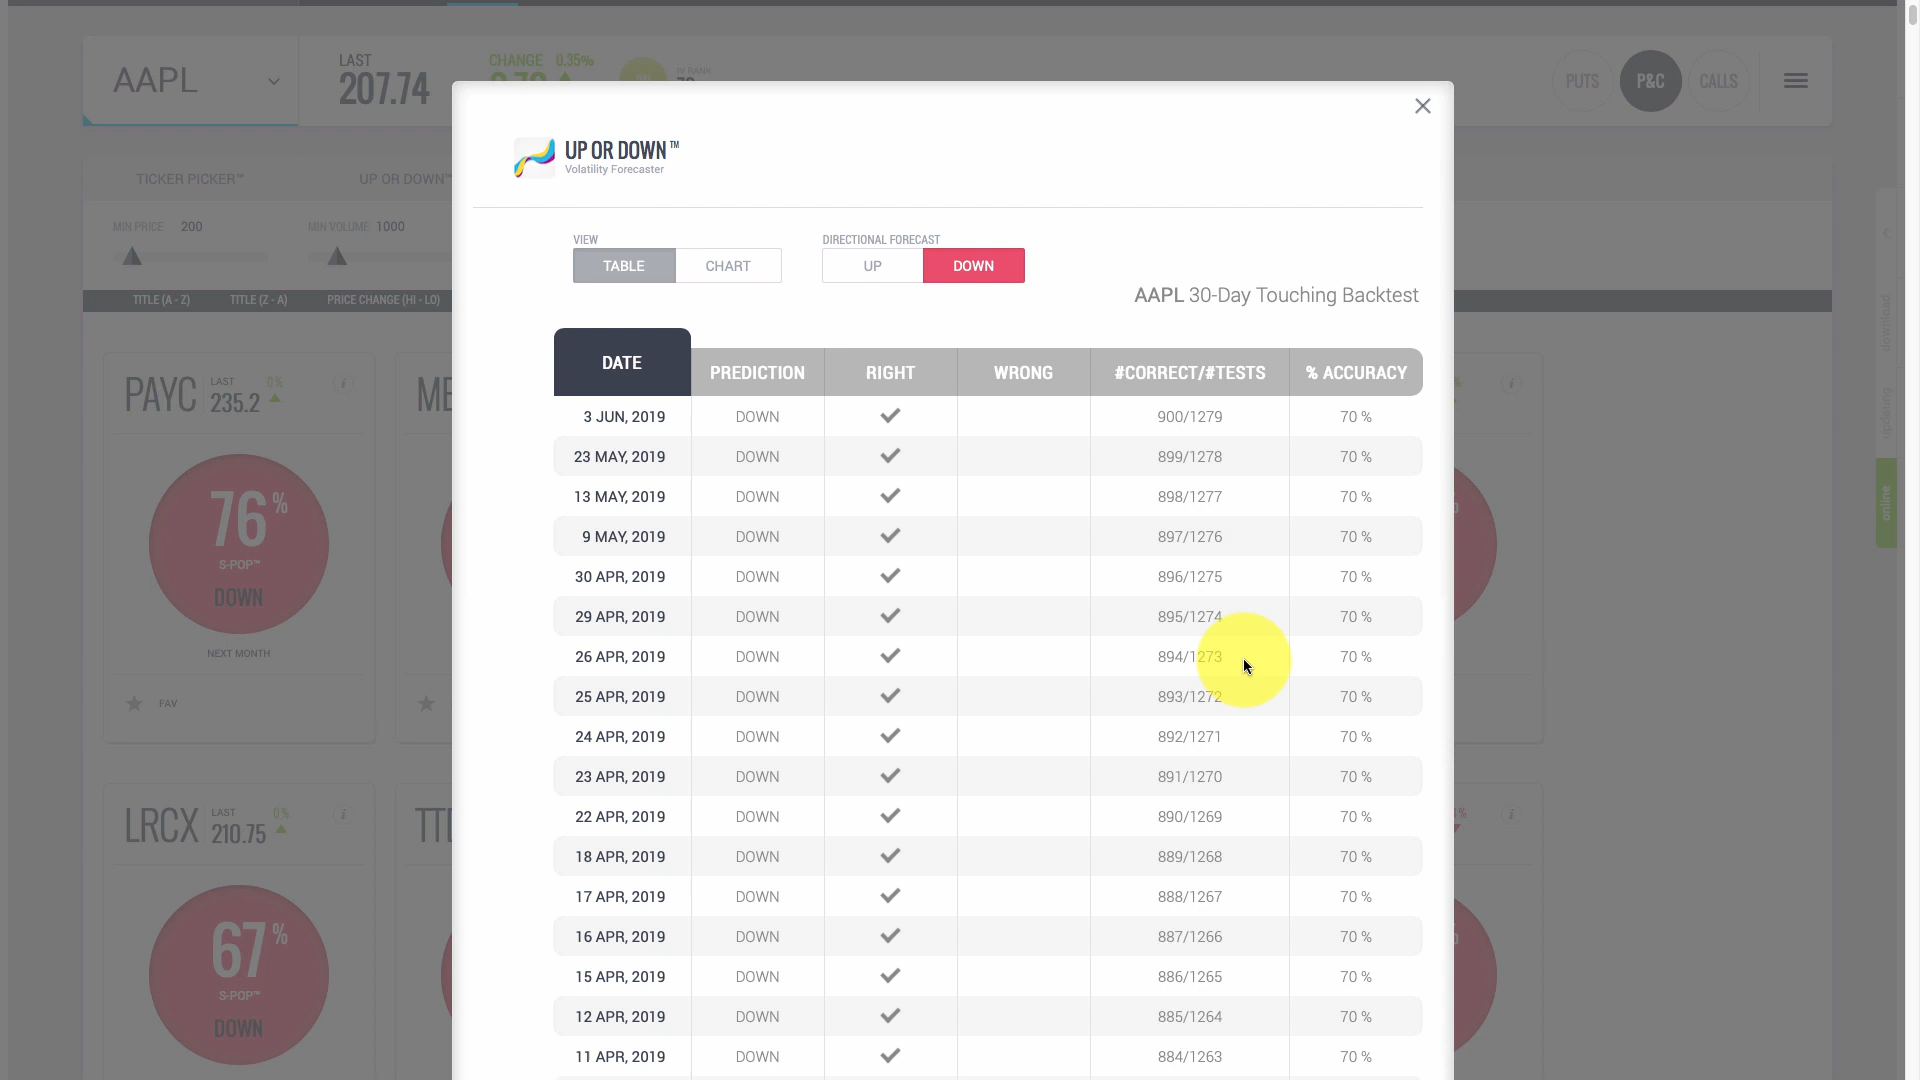 AAPL
LAST
207.74
CHANGE 0.35%
IV RANK
PUTS
P&C
CALLS
UP OR DOWN™
Volatility Forecaster
TICKER PICKER™
UP OR DOWN™
MIN PRICE 200
MIN VOLUME 1000
VIEW
TABLE
CHART
DIRECTIONAL FORECAST
UP
DOWN
TITLE (A - Z)
TITLE (Z - A)
PRICE CHANGE (HI - LO)
AAPL 30-Day Touching Backtest
DATE PREDICTION RIGHT WRONG #CORRECT/#TESTS % ACCURACY
3 JUN, 2019 DOWN 900/1279 70 %
23 MAY, 2019 DOWN 899/1278 70 %
13 MAY, 2019 DOWN 898/1277 70 %
9 MAY, 2019 DOWN 897/1276 70 %
30 APR, 2019 DOWN 896/1275 70 %
29 APR, 2019 DOWN 895/1274 70 %
26 APR, 2019 DOWN 894/1273 70 %
25 APR, 2019 DOWN 893/1272 70 %
24 APR, 2019 DOWN 892/1271 70 %
23 APR, 2019 DOWN 891/1270 70 %
22 APR, 2019 DOWN 890/1269 70 %
18 APR, 2019 DOWN 889/1268 70 %
17 APR, 2019 DOWN 888/1267 70 %
16 APR, 2019 DOWN 887/1266 70 %
15 APR, 2019 DOWN 886/1265 70 %
12 APR, 2019 DOWN 885/1264 70 %
11 APR, 2019 DOWN 884/1263 70 %
PAYC
LAST 0%
235.2
76%
S-POP™
DOWN
NEXT MONTH
FAV
LRCX
LAST 0%
210.75
67%
S-POP™
DOWN
download
updating
online